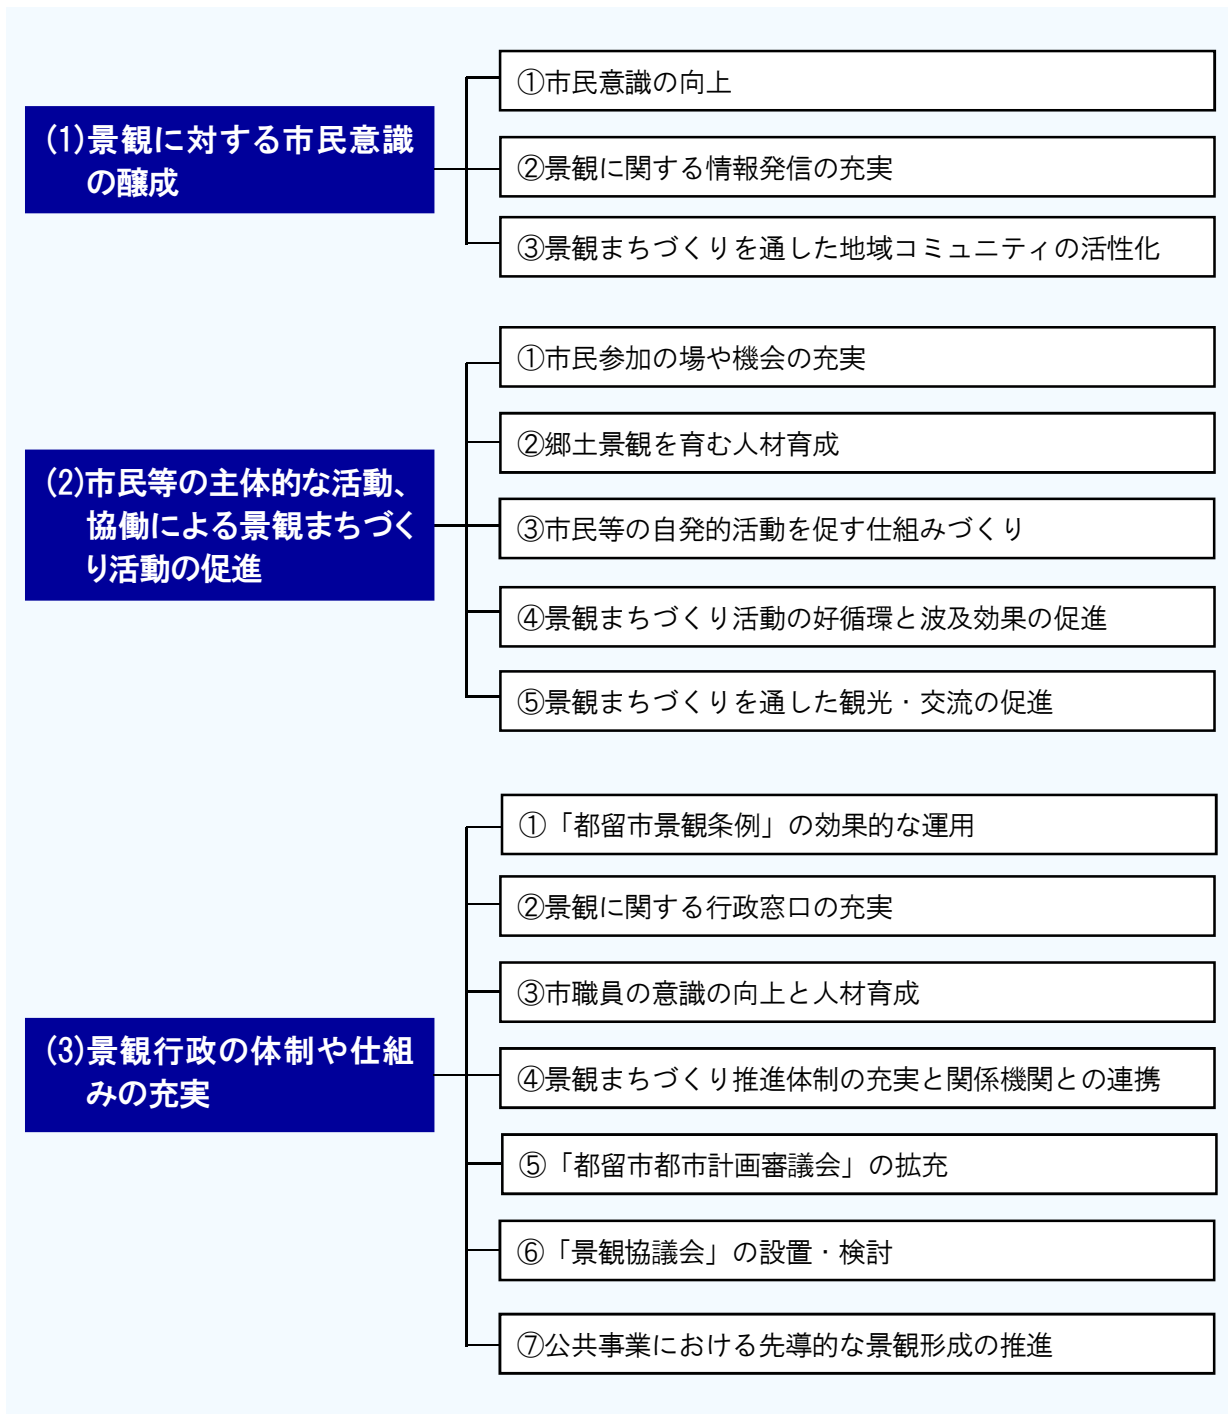 (1)景観に対する市民意識
の醸成
①市民意識の向上
②景観に関する情報発信の充実
③景観まちづくりを通した地域コミュニティの活性化
(2)市民等の主体的な活動、
協働による景観まちづく
り活動の促進
①市民参加の場や機会の充実
②郷土景観を育む人材育成
③市民等の自発的活動を促す仕組みづくり
④景観まちづくり活動の好循環と波及効果の促進
⑤景観まちづくりを通した観光・交流の促進
(3)景観行政の体制や仕組
みの充実
①「都留市景観条例」の効果的な運用
②景観に関する行政窓口の充実
③市職員の意識の向上と人材育成
④景観まちづくり推進体制の充実と関係機関との連携
⑤「都留市都市計画審議会」の拡充
⑥「景観協議会」の設置・検討
⑦公共事業における先導的な景観形成の推進